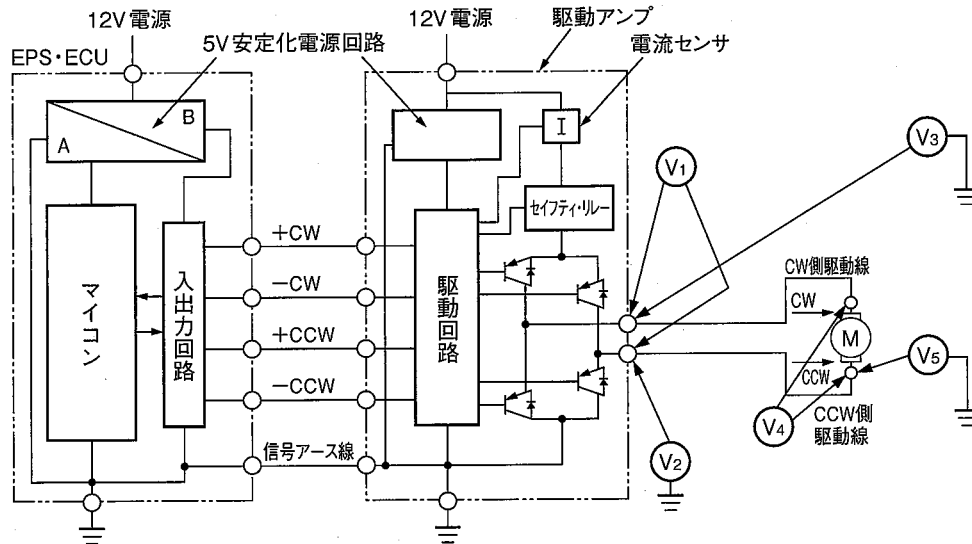 12V電源
12V電源
駆動アンプ
EPS・ECU
5V安定化電源回路
電流センサ
B
A
I
V3
V1
セイフティ・リレー
マイコン
入出力回路
+CW
-CW
+CCW
-CCW
信号アース線
駆動回路
CW側駆動線
CW
M
CCW
V5
V4
CCW側
駆動線
V2